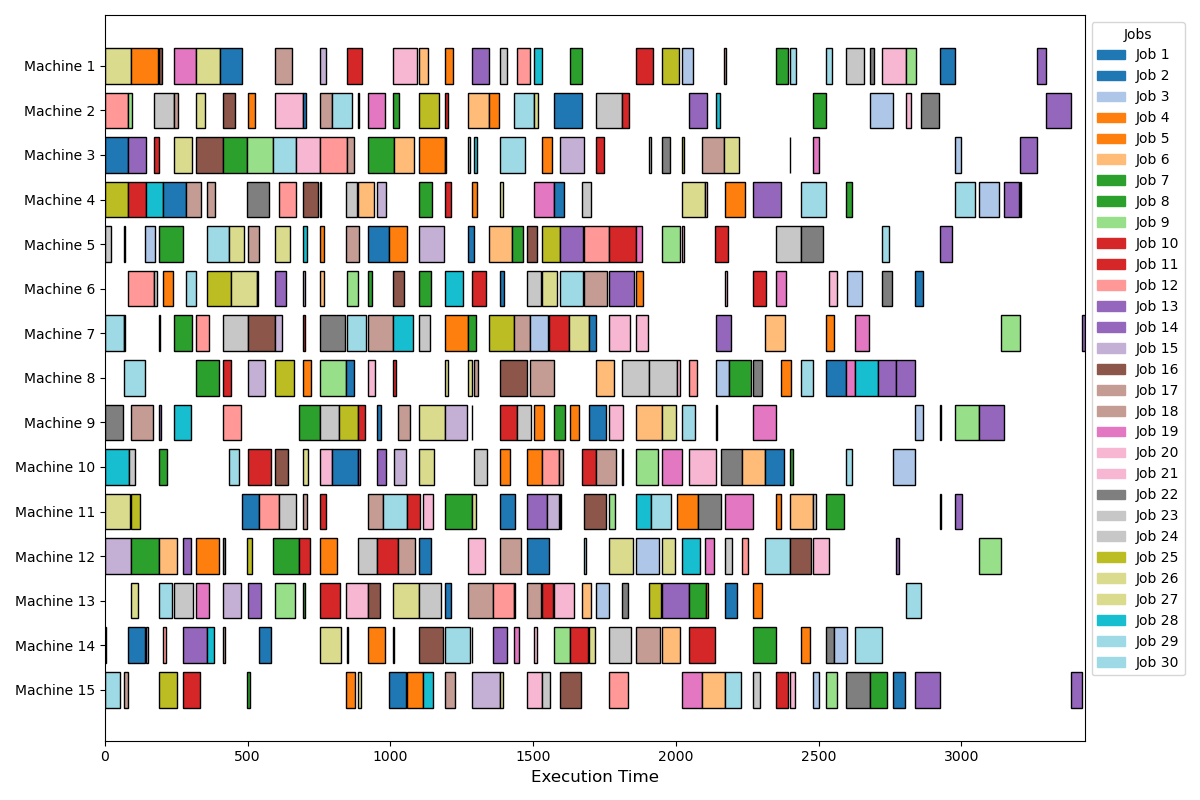 Machine 1
Machine 2
Machine 3
Machine 4
Machine 5
Machine 6
Machine 7
Machine 8
Machine 9
Machine 10
Machine 11
Machine 12
Machine 13
Machine 14
Machine 15
0 500 1000 1500 2000 2500 3000
Execution Time
Jobs
Job 1
Job 2
Job 3
Job 4
Job 5
Job 6
Job 7
Job 8
Job 9
Job 10
Job 11
Job 12
Job 13
Job 14
Job 15
Job 16
Job 17
Job 18
Job 19
Job 20
Job 21
Job 22
Job 23
Job 24
Job 25
Job 26
Job 27
Job 28
Job 29
Job 30